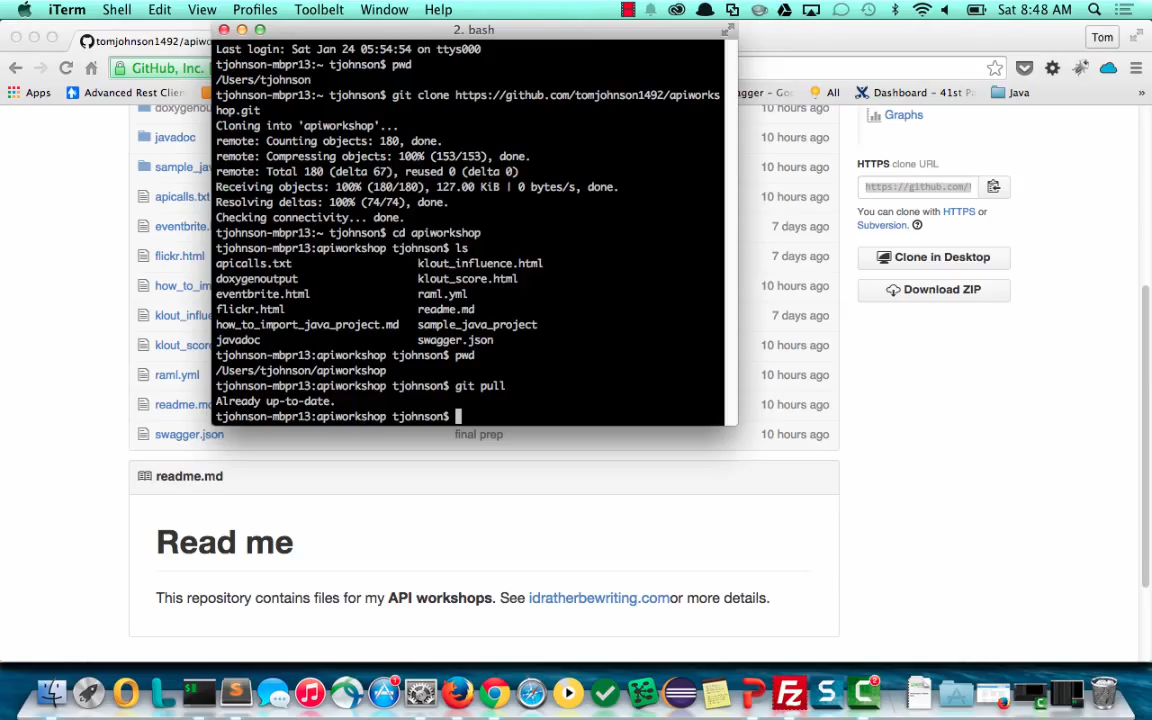 iTerm Shell Edit View Profiles Toolbelt Window Help Sat 8:48 AM
2. bash
tomjohnson1492/apiwo
Tom
GitHub, Inc.
Apps Advanced Rest Clie All Dashboard – 41st Pa Java »
Last login: Sat Jan 24 05:54:54 on ttys000
tjohnson-mbpr13:~ tjohnson$ pwd
/Users/tjohnson
tjohnson-mbpr13:~ tjohnson$ git clone https://github.com/tomjohnson1492/apiworks
hop.git
Cloning into 'apiworkshop'...
remote: Counting objects: 180, done.
remote: Compressing objects: 100% (153/153), done.
remote: Total 180 (delta 67), reused 0 (delta 0)
Receiving objects: 100% (180/180), 127.00 KiB | 0 bytes/s, done.
Resolving deltas: 100% (74/74), done.
Checking connectivity... done.
tjohnson-mbpr13:~ tjohnson$ cd apiworkshop
tjohnson-mbpr13:apiworkshop tjohnson$ ls
apicalls.txt klout_influence.html
doxygenoutput klout_score.html
eventbrite.html raml.yml
flickr.html readme.md
how_to_import_java_project.md sample_java_project
javadoc swagger.json
tjohnson-mbpr13:apiworkshop tjohnson$ pwd
/Users/tjohnson/apiworkshop
tjohnson-mbpr13:apiworkshop tjohnson$ git pull
Already up-to-date.
tjohnson-mbpr13:apiworkshop tjohnson$
doxygenou 10 hours ago
javadoc 10 hours ago
sample_jav 10 hours ago
apicalls.txt 10 hours ago
eventbrite. 7 days ago
flickr.html 7 days ago
how_to_im 10 hours ago
klout_influ 7 days ago
klout_scor 10 hours ago
raml.yml 10 hours ago
readme.md 10 hours ago
swagger.json final prep 10 hours ago
Graphs
HTTPS clone URL
https://github.com/
You can clone with HTTPS or
Subversion.
Clone in Desktop
Download ZIP
readme.md
Read me
This repository contains files for my API workshops. See idratherbewriting.comor more details.